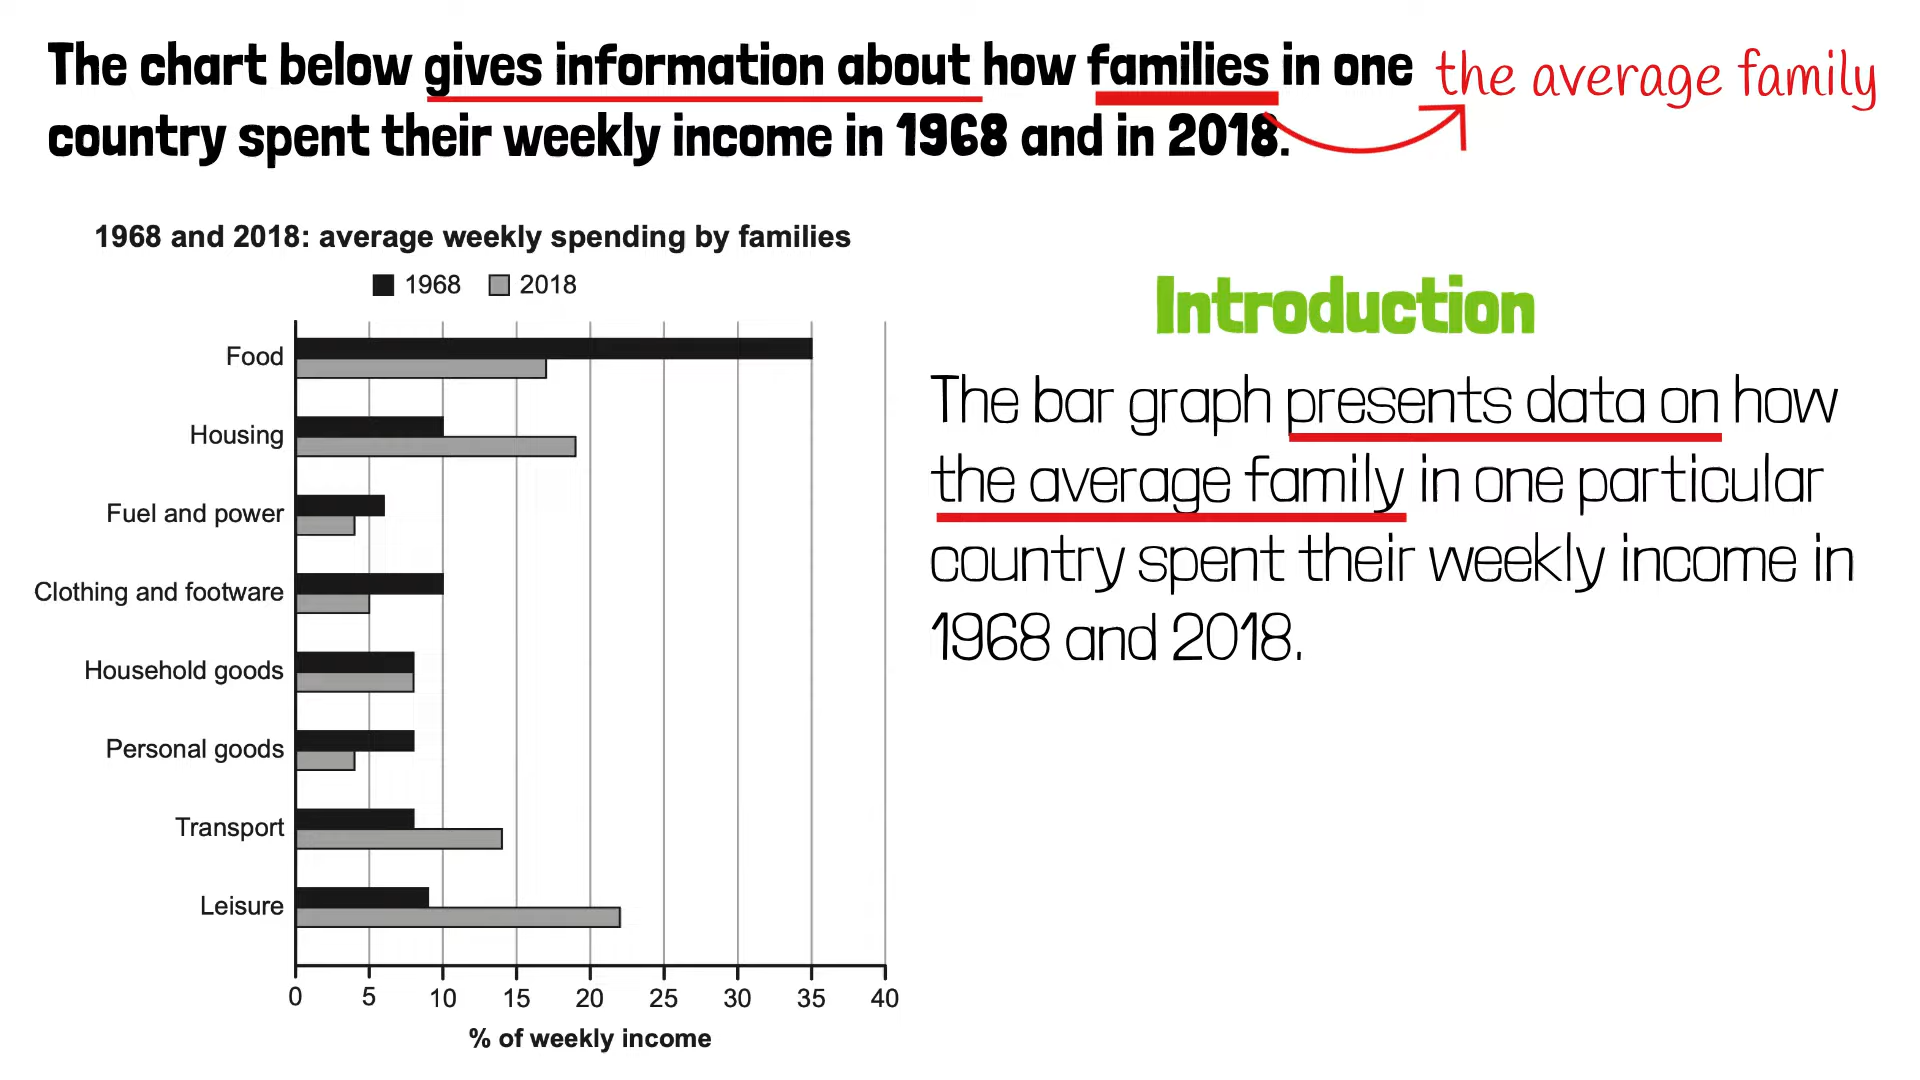 The chart below gives information about how families in one
the average family
country spent their weekly income in 1968 and in 2018.
1968 and 2018: average weekly spending by families
1968 2018
Food
Housing
Fuel and power
Clothing and footware
Household goods
Personal goods
Transport
Leisure
0 5 10 15 20 25 30 35 40
% of weekly income
Introduction
The bar graph presents data on how
the average family in one particular
country spent their weekly income in
1968 and 2018.